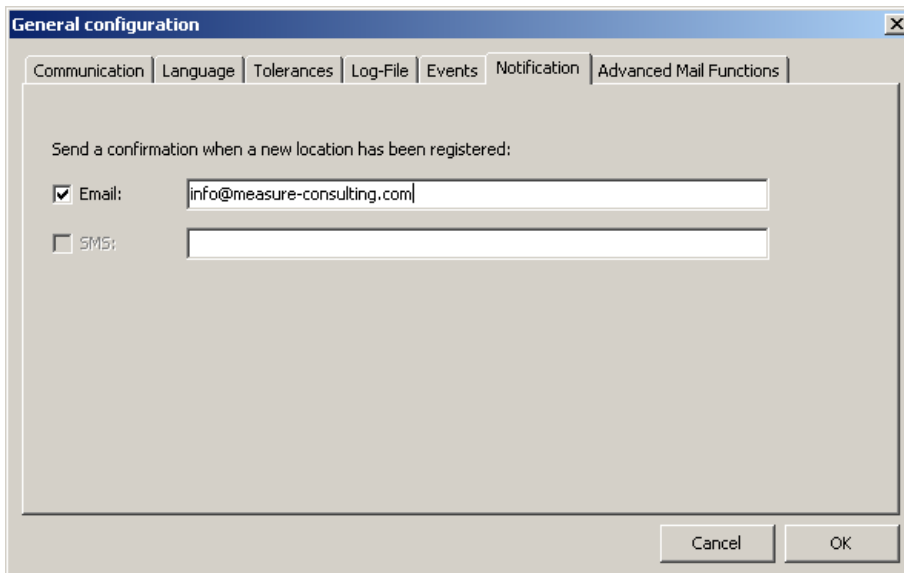 General configuration
Communication Language Tolerances Log-File Events Notification Advanced Mail Functions
Send a confirmation when a new location has been registered:
Email: info@measure-consulting.com
SMS:
Cancel OK